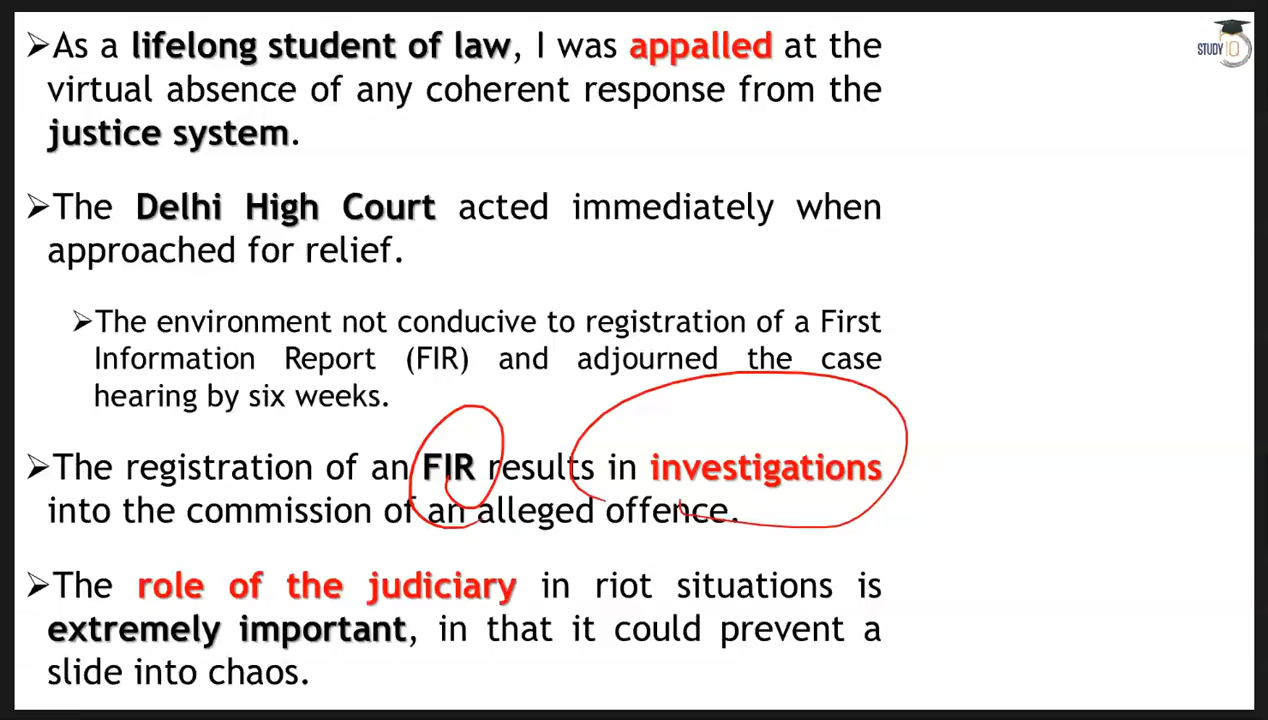 ➢As a lifelong student of law, I was appalled at the
virtual absence of any coherent response from the
justice system.
STUDY IQ
➢The Delhi High Court acted immediately when
approached for relief.
➢The environment not conducive to registration of a First
Information Report (FIR) and adjourned the case
hearing by six weeks.
➢The registration of an FIR results in investigations
into the commission of an alleged offence.
➢The role of the judiciary in riot situations is
extremely important, in that it could prevent a
slide into chaos.